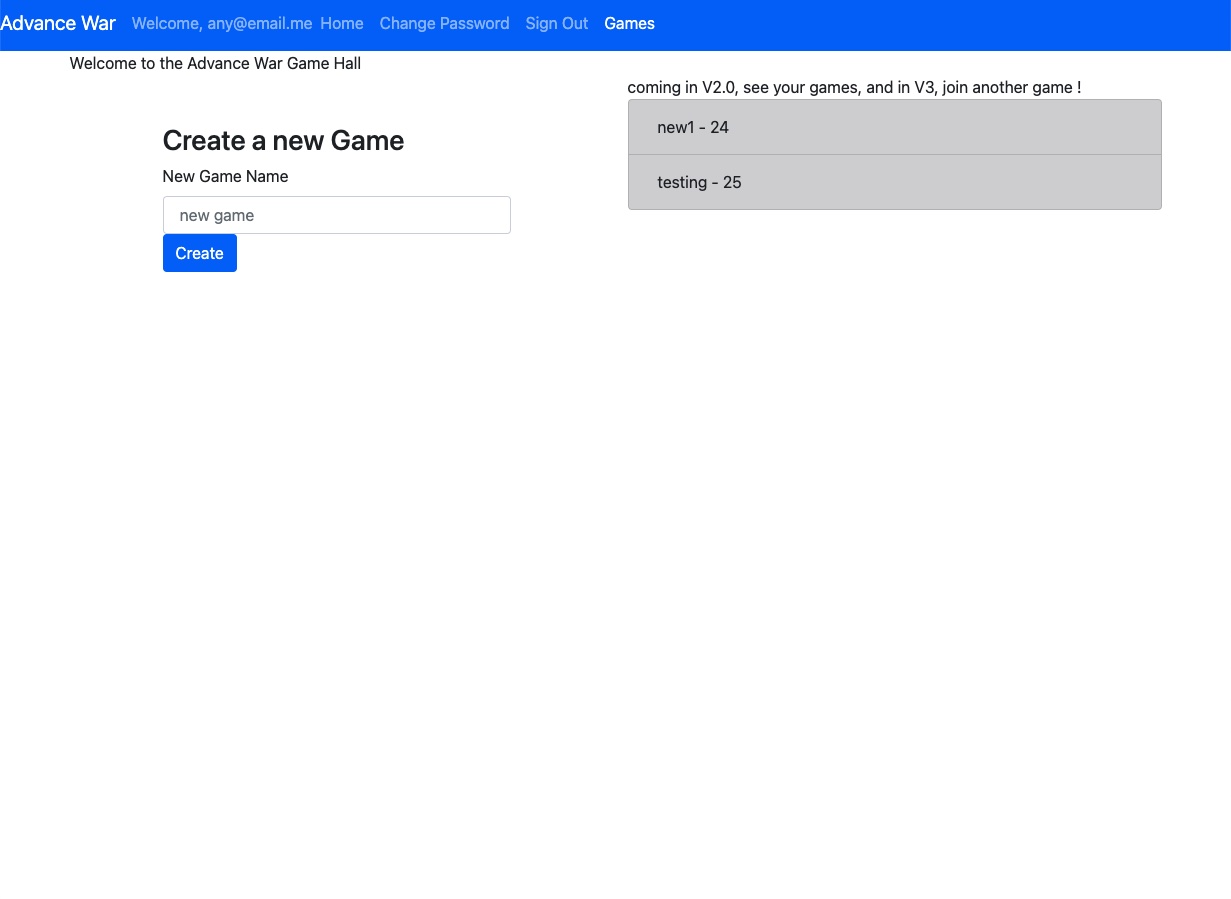 Advance War Welcome, any@email.me Home Change Password Sign Out Games
Welcome to the Advance War Game Hall
Create a new Game
New Game Name
new game
Create
coming in V2.0, see your games, and in V3, join another game !
new1 - 24
testing - 25